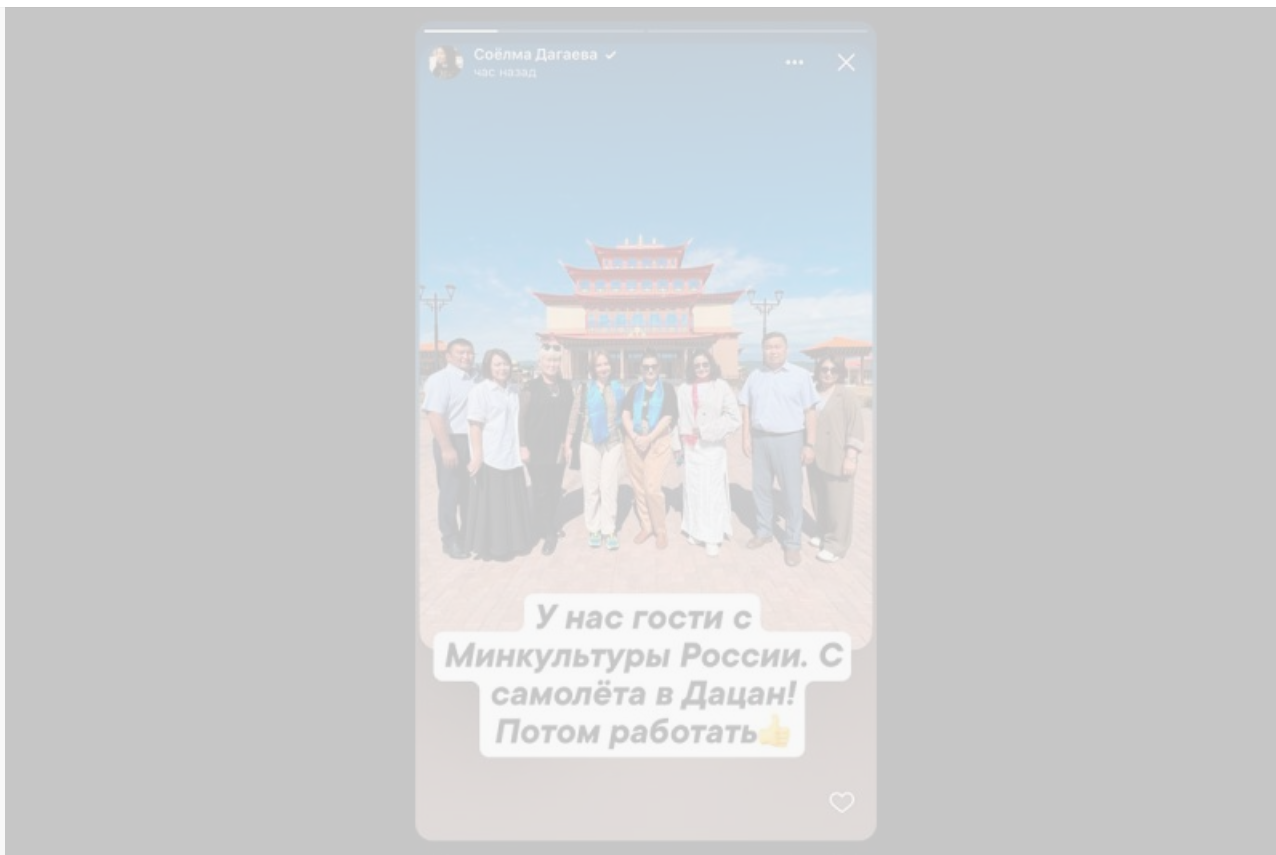 Соёлма Дагаева
час назад
У нас гости с
Минкультуры России. С
самолёта в Дацан!
Потом работать👍